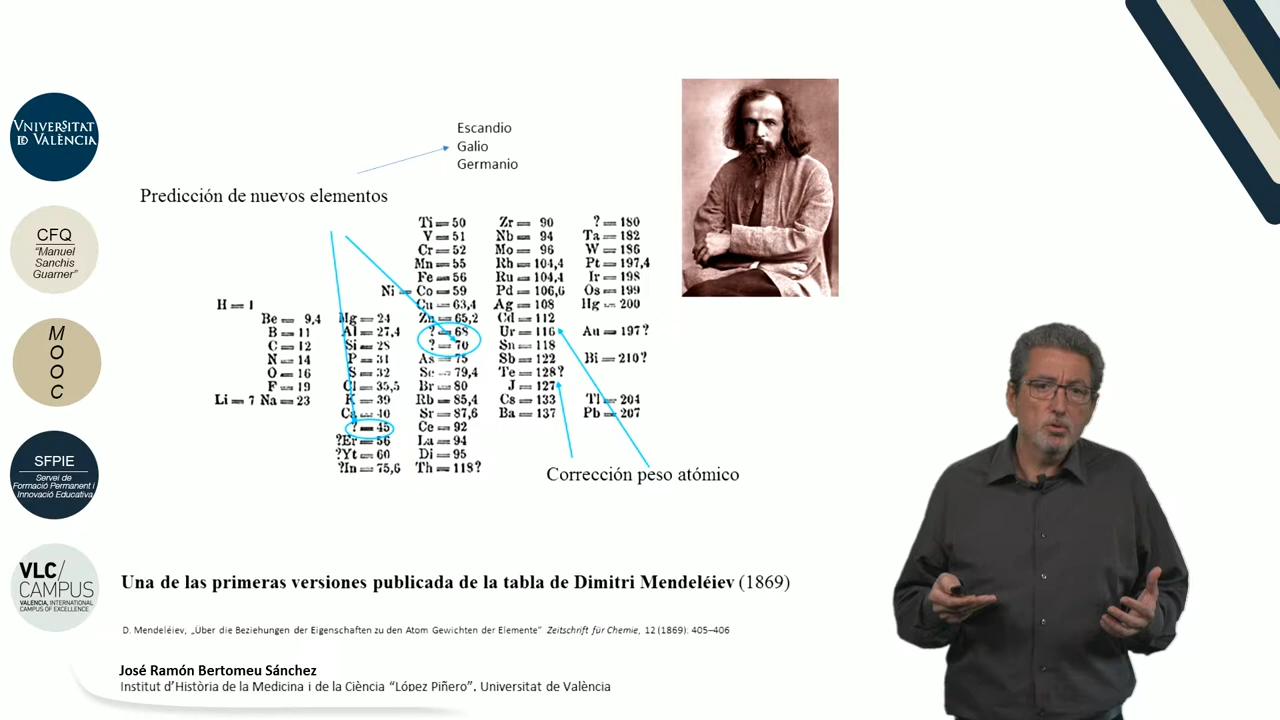 VNIVERSITAT
ID VALÈNCIA
CFQ
"Manuel
Sanchis
Guarner"
M
O
O
C
SFPIE
Servei de
Formació Permanent i
Innovació Educativa
VLC/
CAMPUS
VALENCIA, INTERNATIONAL
CAMPUS OF EXCELLENCE
Escandio
Galio
Germanio
Predicción de nuevos elementos
Ti = 50 Zr = 90 ? = 180
V = 51 Nb = 94 Ta = 182
Cr = 52 Mo = 96 W = 186
Mn = 55 Rh = 104,4 Pt = 197,4
Fe = 56 Ru = 104,4 Ir = 198
Ni = Co = 59 Pd = 106,6 Os = 199
H = 1 Cu = 63,4 Ag = 108 Hg = 200
Be = 9,4 Mg = 24 Zn = 65,2 Cd = 112
B = 11 Al = 27,4 ? = 68 Ur = 116 Au = 197?
C = 12 Si = 28 ? = 70 Sn = 118
N = 14 P = 31 As = 75 Sb = 122 Bi = 210?
O = 16 S = 32 Se = 79,4 Te = 128?
F = 19 Cl = 35,5 Br = 80 J = 127
Li = 7 Na = 23 K = 39 Rb = 85,4 Cs = 133 Tl = 204
Ca = 40 Sr = 87,6 Ba = 137 Pb = 207
? = 45 Ce = 92
?Er = 56 La = 94
?Yt = 60 Di = 95
?In = 75,6 Th = 118?
Corrección peso atómico
Una de las primeras versiones publicada de la tabla de Dimitri Mendeléiev (1869)
D. Mendeléiev, „Über die Beziehungen der Eigenschaften zu den Atom Gewichten der Elemente" Zeitschrift für Chemie, 12 (1869): 405–406
José Ramón Bertomeu Sánchez
Institut d'Història de la Medicina i de la Ciència "López Piñero". Universitat de València